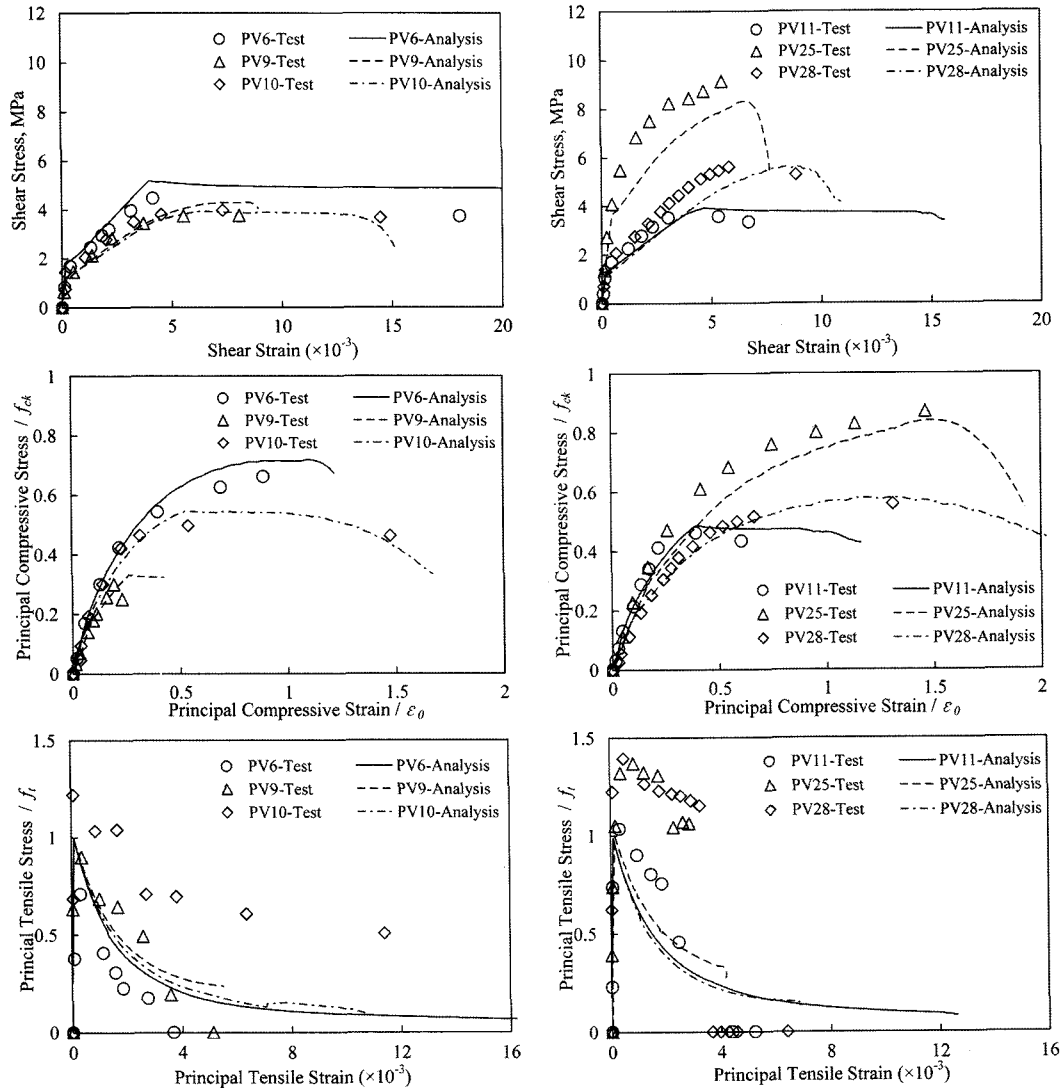 12
10
8
6
4
2
0
Shear Stress, MPa
PV6-Test
PV6-Analysis
PV9-Test
PV9-Analysis
PV10-Test
PV10-Analysis
0 5 10 15 20
Shear Strain (×10⁻³)
12
10
8
6
4
2
0
Shear Stress, MPa
PV11-Test
PV11-Analysis
PV25-Test
PV25-Analysis
PV28-Test
PV28-Analysis
0 5 10 15 20
Shear Strain (×10⁻³)
1
0.8
0.6
0.4
0.2
0
Principal Compressive Stress / f_ck
PV6-Test
PV6-Analysis
PV9-Test
PV9-Analysis
PV10-Test
PV10-Analysis
0 0.5 1 1.5 2
Principal Compressive Strain / ε₀
1
0.8
0.6
0.4
0.2
0
Principal Compressive Stress / f_ck
PV11-Test
PV11-Analysis
PV25-Test
PV25-Analysis
PV28-Test
PV28-Analysis
0 0.5 1 1.5 2
Principal Compressive Strain / ε₀
1.5
1
0.5
0
Principal Tensile Stress / f_t
PV6-Test
PV6-Analysis
PV9-Test
PV9-Analysis
PV10-Test
PV10-Analysis
0 4 8 12 16
Principal Tensile Strain (×10⁻³)
1.5
1
0.5
0
Princial Tensile Stress / f_t
PV11-Test
PV11-Analysis
PV25-Test
PV25-Analysis
PV28-Test
PV28-Analysis
0 4 8 12 16
Principal Tensile Strain (×10⁻³)